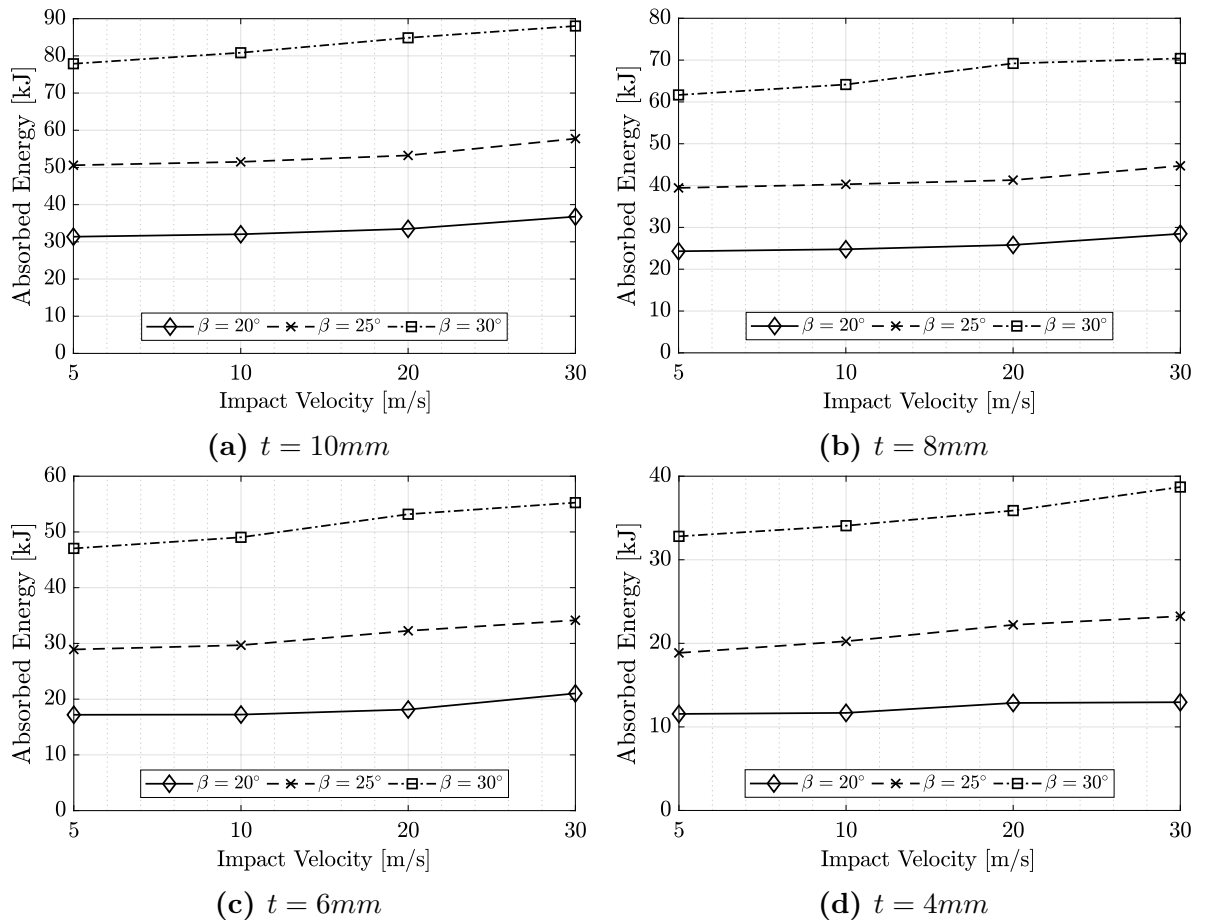 90
80
70
60
50
40
30
20
10
0
Absorbed Energy [kJ]
β = 20° β = 25° β = 30°
5 10 20 30
Impact Velocity [m/s]
(a) t = 10mm
80
70
60
50
40
30
20
10
0
Absorbed Energy [kJ]
β = 20° β = 25° β = 30°
5 10 20 30
Impact Velocity [m/s]
(b) t = 8mm
60
50
40
30
20
10
0
Absorbed Energy [kJ]
β = 20° β = 25° β = 30°
5 10 20 30
Impact Velocity [m/s]
(c) t = 6mm
40
30
20
10
0
Absorbed Energy [kJ]
β = 20° β = 25° β = 30°
5 10 20 30
Impact Velocity [m/s]
(d) t = 4mm